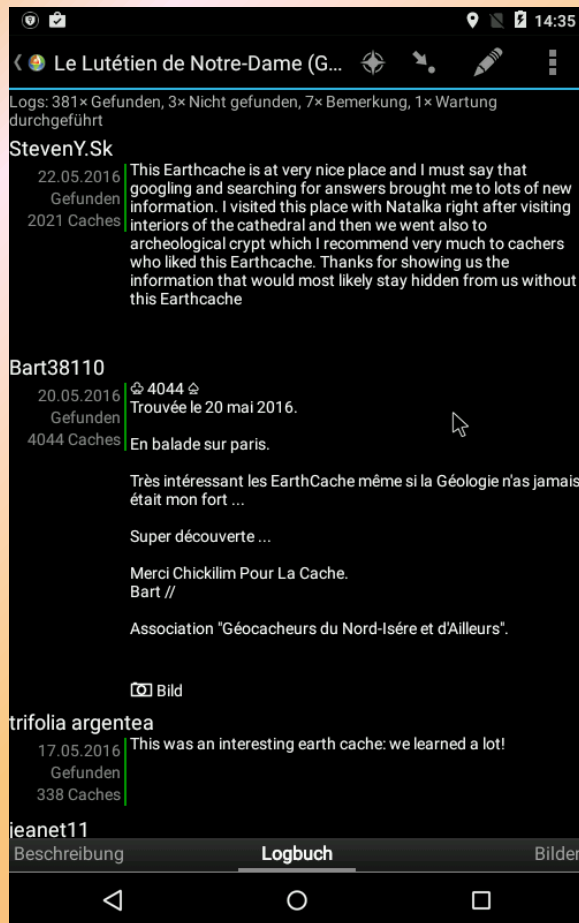 14:35
Le Lutétien de Notre-Dame (G...
Logs: 381× Gefunden, 3× Nicht gefunden, 7× Bemerkung, 1× Wartung
durchgeführt
StevenY.Sk
22.05.2016
Gefunden
2021 Caches
This Earthcache is at very nice place and I must say that
googling and searching for answers brought me to lots of new
information. I visited this place with Natalka right after visiting
interiors of the cathedral and then we went also to
archeological crypt which I recommend very much to cachers
who liked this Earthcache. Thanks for showing us the
information that would most likely stay hidden from us without
this Earthcache
Bart38110
20.05.2016
Gefunden
4044 Caches
♧ 4044 ♤
Trouvée le 20 mai 2016.
En balade sur paris.
Très intéressant les EarthCache même si la Géologie n'as jamais
était mon fort ...
Super découverte ...
Merci Chickilim Pour La Cache.
Bart //
Association "Géocacheurs du Nord-Isére et d'Ailleurs".
Bild
trifolia argentea
17.05.2016
Gefunden
338 Caches
This was an interesting earth cache: we learned a lot!
jeanet11
Beschreibung
Logbuch
Bilder